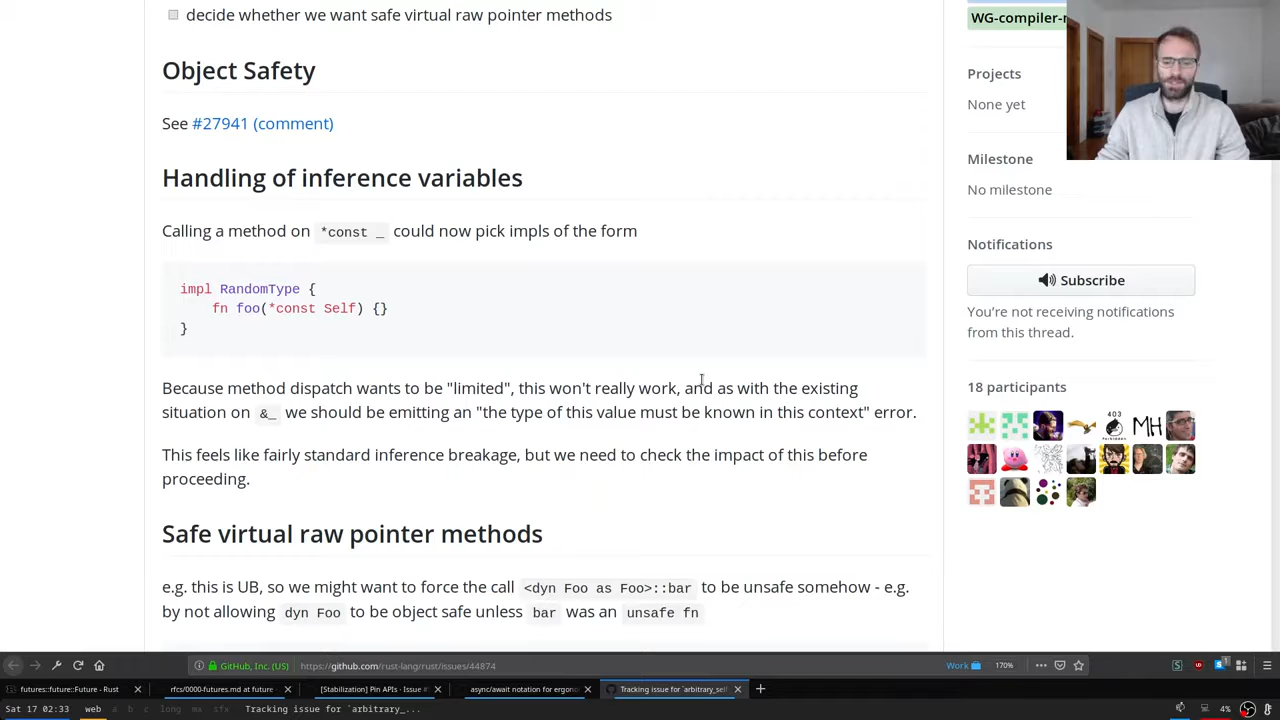 decide whether we want safe virtual raw pointer methods
Object Safety
See #27941 (comment)
Handling of inference variables
Calling a method on *const _ could now pick impls of the form
impl RandomType {
fn foo(*const Self) {}
}
Because method dispatch wants to be "limited", this won't really work, and as with the existing
situation on &_ we should be emitting an "the type of this value must be known in this context" error.
This feels like fairly standard inference breakage, but we need to check the impact of this before
proceeding.
Safe virtual raw pointer methods
e.g. this is UB, so we might want to force the call <dyn Foo as Foo>::bar to be unsafe somehow - e.g.
by not allowing dyn Foo to be object safe unless bar was an unsafe fn
WG-compiler-
Projects
None yet
Milestone
No milestone
Notifications
Subscribe
You're not receiving notifications
from this thread.
18 participants
403
MH
GitHub, Inc. (US)
https://github.com/rust-lang/rust/issues/44874
Work
170%
futures::future::Future - Rust
rfcs/0000-futures.md at future
[Stabilization] Pin APIs · Issue #
async/await notation for ergono
Tracking issue for `arbitrary_sel
Sat 17 02:33 web a b c long mx sfx Tracking issue for `arbitrary_...
4%